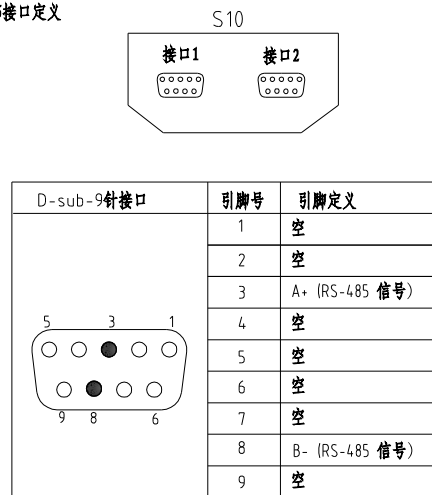 接口定义
S10
接口1 接口2
D-sub-9针接口 引脚号 引脚定义
1 空
2 空
3 A+ (RS-485 信号)
4 空
5 空
6 空
7 空
8 B- (RS-485 信号)
9 空
5 3 1
9 8 6